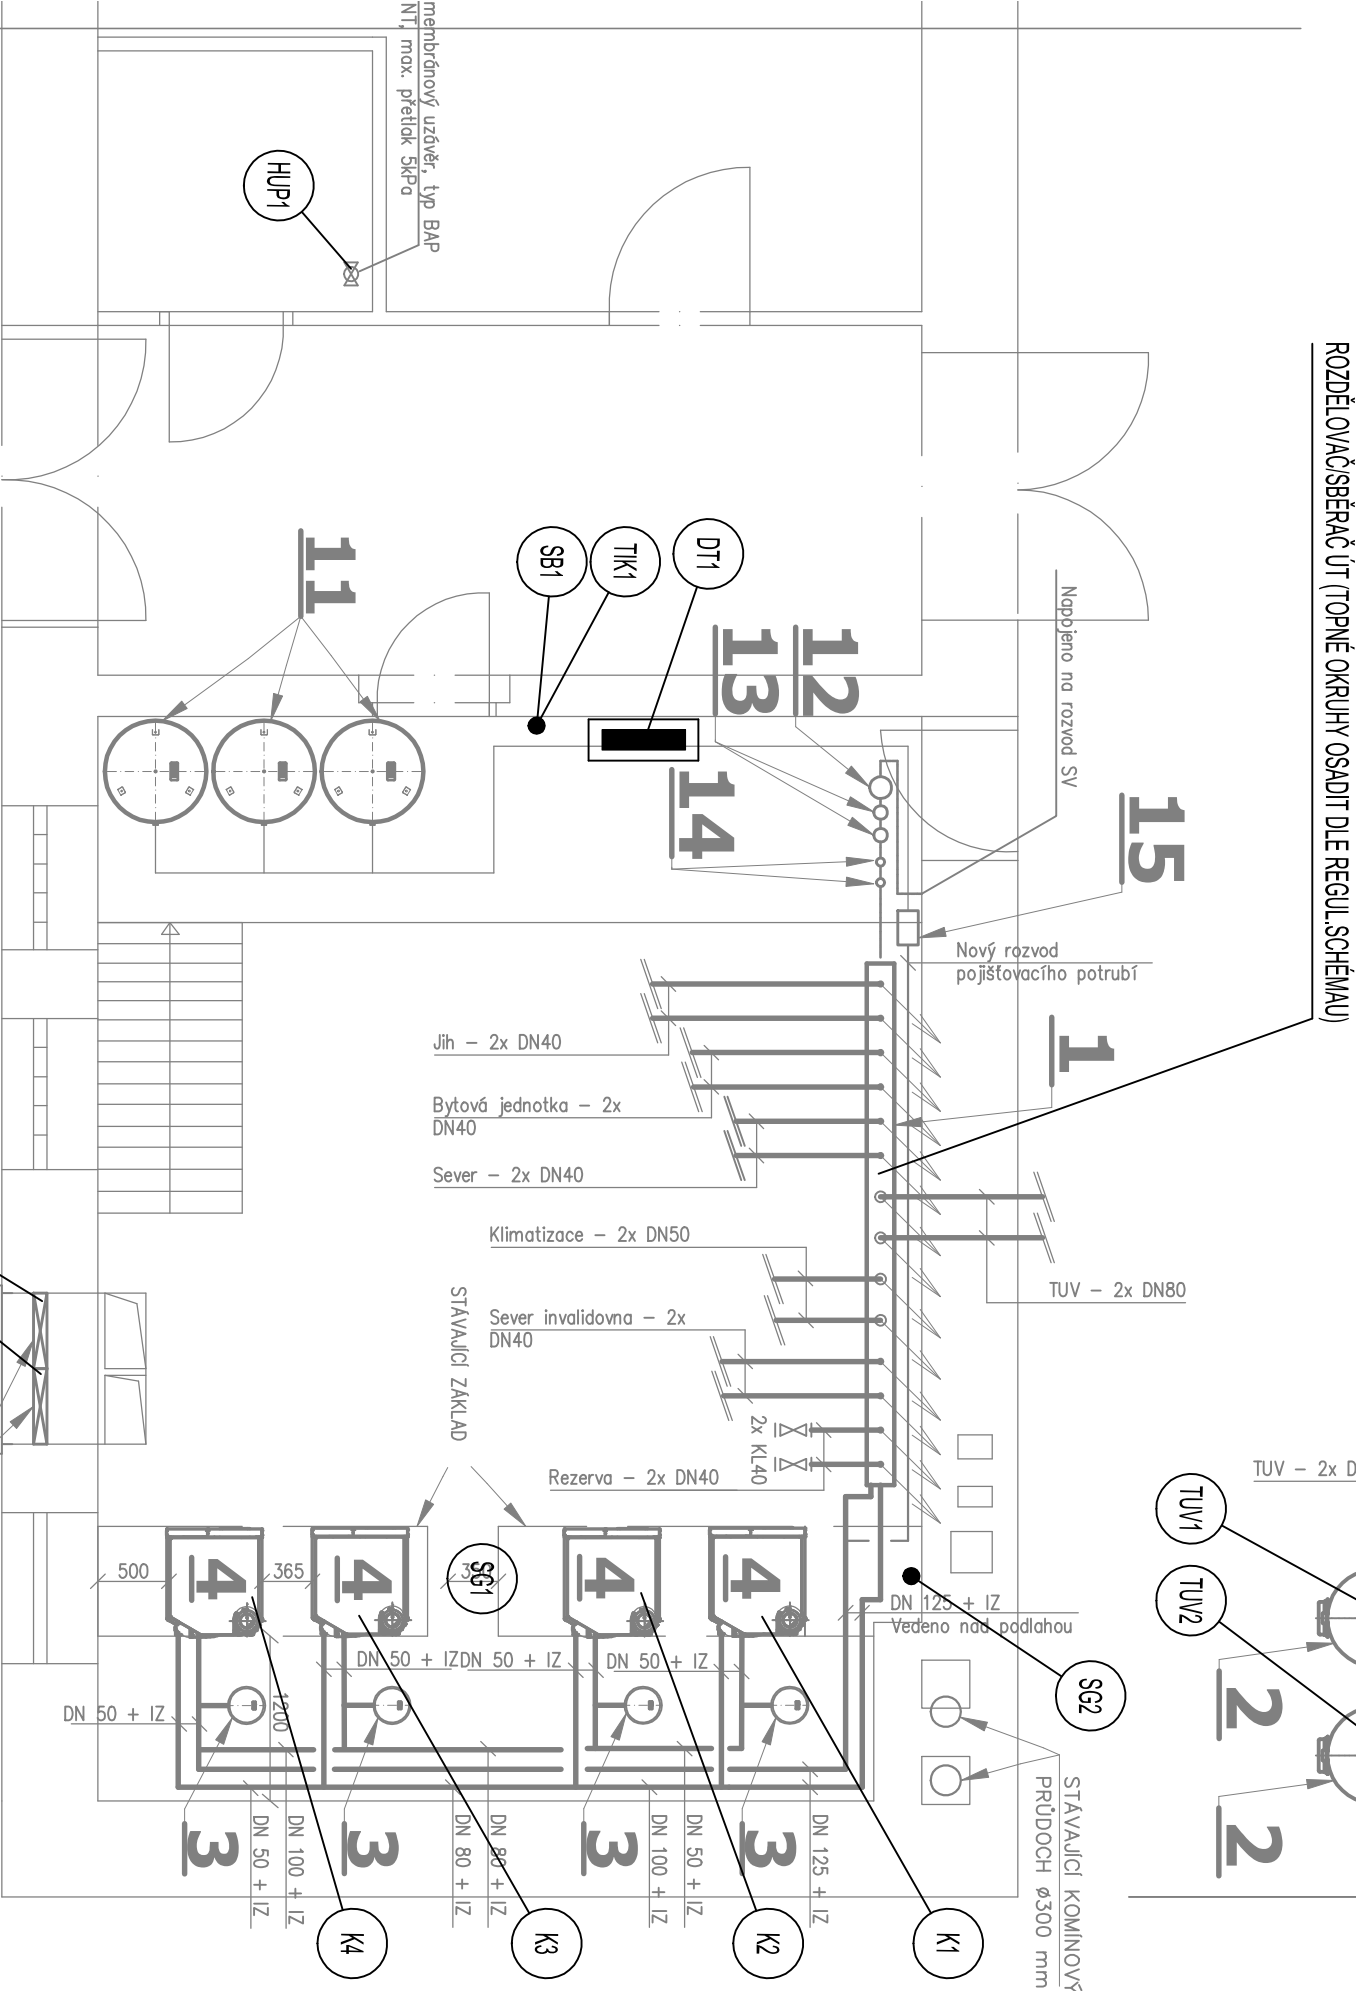 membránový uzávěr, typ BAP
NT, max. přetlak 5kPa
HUP1
ROZDĚLOVAČ/SBĚRAČ ÚT (TOPNÉ OKRUHY OSADIT DLE REGUL.SCHÉMAU)
11
SB1
TIK1
DT1
12
13
14
Napojeno na rozvod SV
15
Nový rozvod
pojišťovacího potrubí
1
Jih – 2x DN40
Bytová jednotka – 2x
DN40
Sever – 2x DN40
Klimatizace – 2x DN50
TUV – 2x DN80
Sever invalidovna – 2x
DN40
STÁVAJÍCÍ ZÁKLAD
2x KL40
Rezerva – 2x DN40
TUV – 2x D
TUV1
TUV2
2
2
500
4
365
4
SG1
4
4
DN 125 + IZ
Vedeno nad podlahou
SG2
DN 50 + IZ
DN 50 + IZ
DN 50 + IZ
DN 50 + IZ
1200
3
3
3
3
DN 50 + IZ
DN 100 + IZ
DN 80 + IZ
DN 80 + IZ
DN 100 + IZ
DN 50 + IZ
DN 125 + IZ
STÁVAJÍCÍ KOMÍNOVÝ
PRŮDOCH ø300 mm
K4
K3
K2
K1